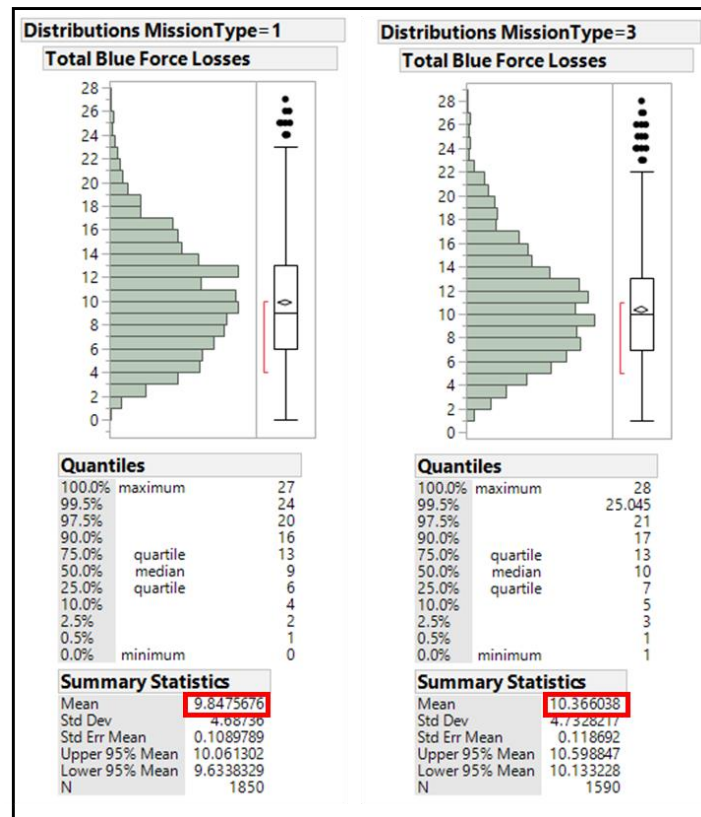 Distributions MissionType=1
Total Blue Force Losses
28
26
24
22
20
18
16
14
12
10
8
6
4
2
0
Quantiles
100.0% maximum 27
99.5% 24
97.5% 20
90.0% 16
75.0% quartile 13
50.0% median 9
25.0% quartile 6
10.0% 4
2.5% 2
0.5% 1
0.0% minimum 0
Summary Statistics
Mean 9.8475676
Std Dev 4.68736
Std Err Mean 0.1089789
Upper 95% Mean 10.061302
Lower 95% Mean 9.6338329
N 1850
Distributions MissionType=3
Total Blue Force Losses
28
26
24
22
20
18
16
14
12
10
8
6
4
2
0
Quantiles
100.0% maximum 28
99.5% 25.045
97.5% 21
90.0% 17
75.0% quartile 13
50.0% median 10
25.0% quartile 7
10.0% 5
2.5% 3
0.5% 1
0.0% minimum 1
Summary Statistics
Mean 10.366038
Std Dev 4.7328217
Std Err Mean 0.118692
Upper 95% Mean 10.598847
Lower 95% Mean 10.133228
N 1590